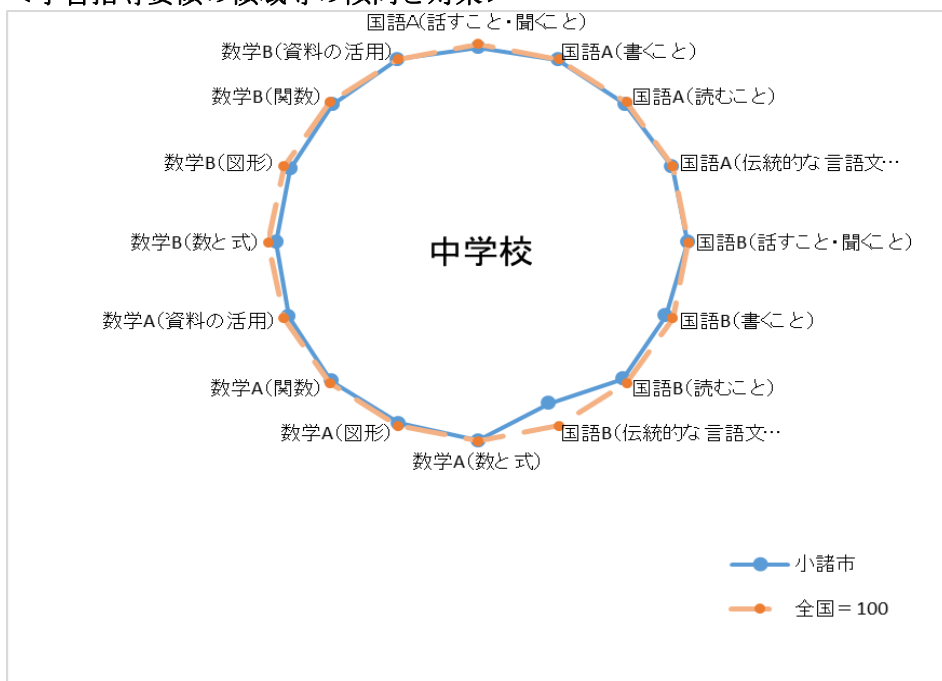 国語A(話すこと・聞くこと)
国語A(書くこと)
国語A(読むこと)
国語A(伝統的な言語文…
国語B(話すこと・聞くこと)
国語B(書くこと)
国語B(読むこと)
国語B(伝統的な言語文…
数学A(数と式)
数学A(図形)
数学A(関数)
数学A(資料の活用)
数学B(数と式)
数学B(図形)
数学B(関数)
数学B(資料の活用)
中学校
小諸市
全国＝100